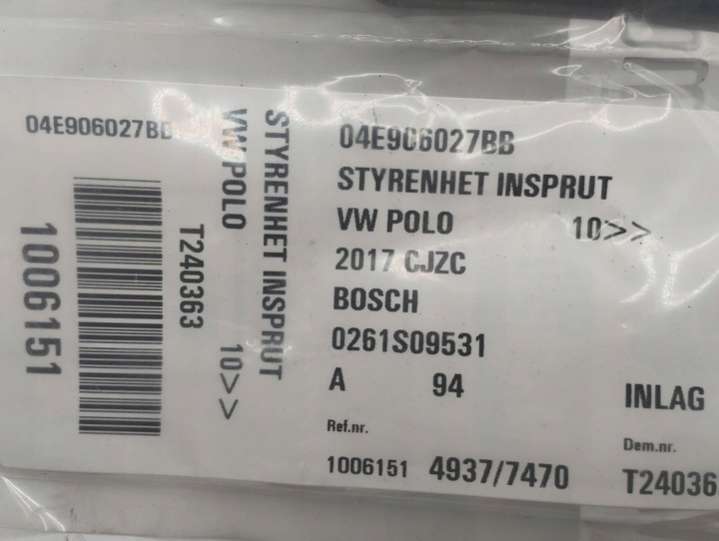 04E906027BB
1006151
T240363
VW POLO 10>>
STYRENHET INSPRUT
04E906027BB
STYRENHET INSPRUT
VW POLO 10>>
2017 CJZC
BOSCH
0261S09531
A 94
INLAG
Ref.nr.
Dem.nr.
1006151 4937/7470
T24036